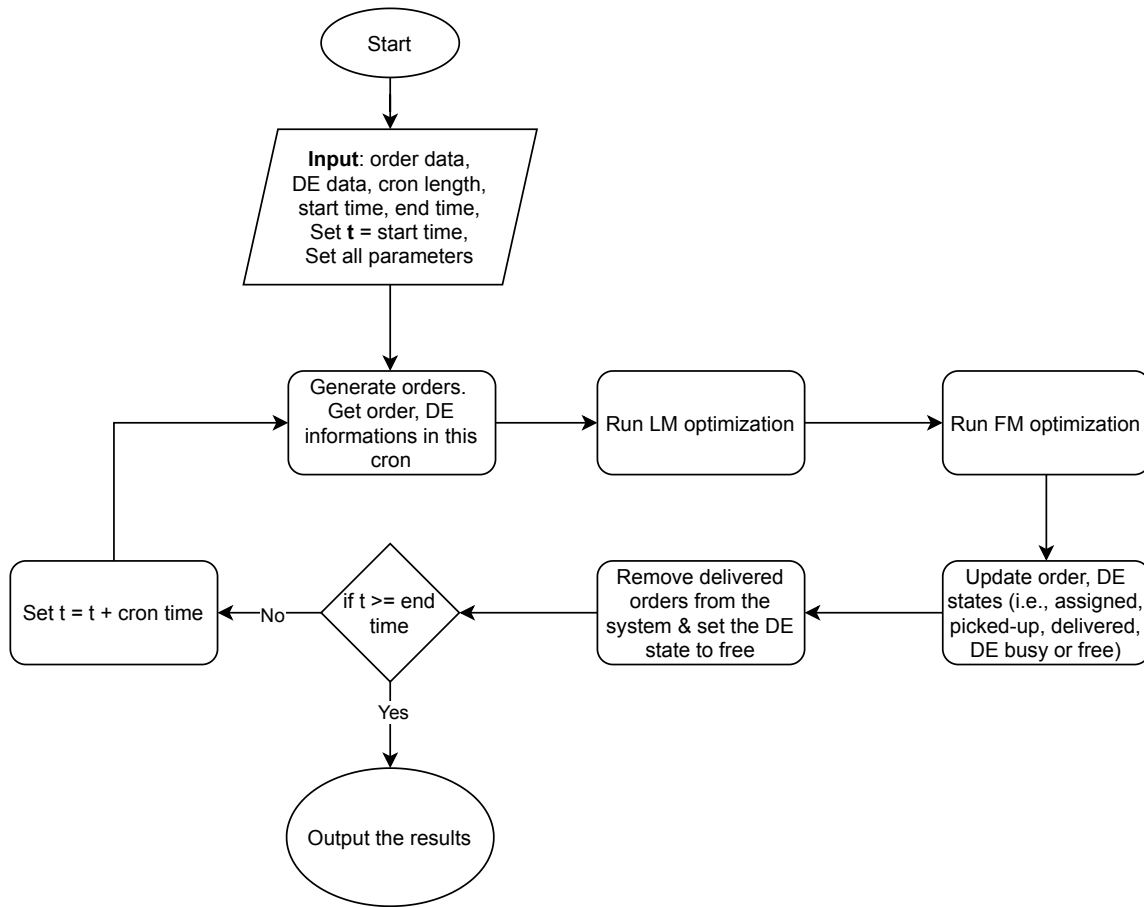 Start
Input: order data,
DE data, cron length,
start time, end time,
Set t = start time,
Set all parameters
Generate orders.
Get order, DE
informations in this
cron
Run LM optimization
Run FM optimization
Update order, DE
states (i.e., assigned,
picked-up, delivered,
DE busy or free)
Remove delivered
orders from the
system & set the DE
state to free
if t >= end
time
No
Set t = t + cron time
Yes
Output the results